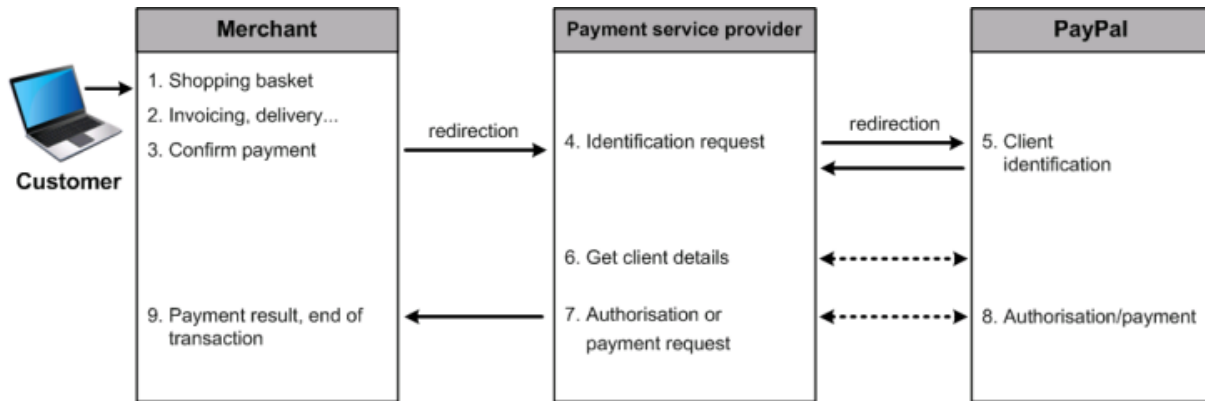 Merchant
Payment service provider
PayPal
Customer
1. Shopping basket
2. Invoicing, delivery...
3. Confirm payment
redirection
4. Identification request
redirection
5. Client
identification
6. Get client details
7. Authorisation or
payment request
8. Authorisation/payment
9. Payment result, end of
transaction